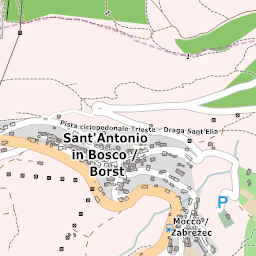 Pista ciclopedonale Trieste - Draga Sant'Elia
Sant'Antonio
in Bosco /
Borst
P
Mocco /
Zabrežec